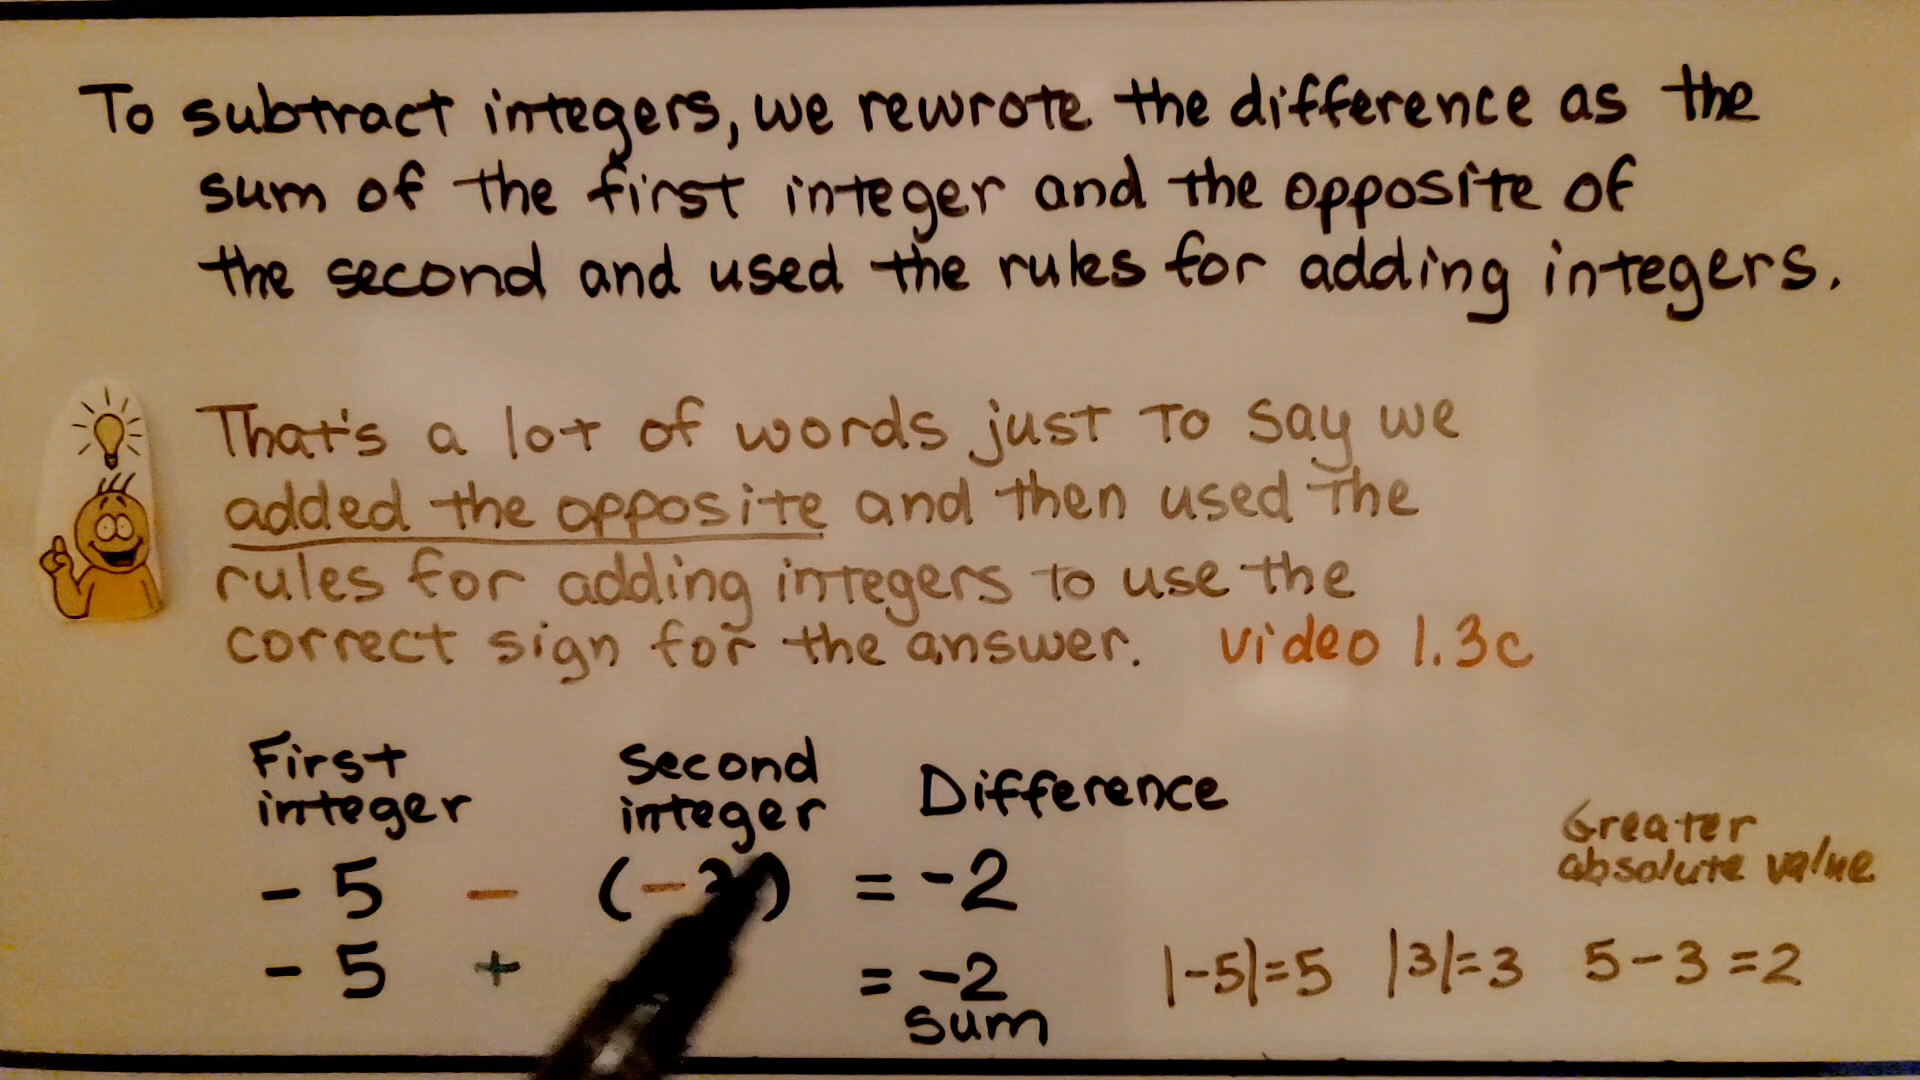 To subtract integers, we rewrote the difference as the
sum of the first integer and the opposite of
the second and used the rules for adding integers.
That's a lot of words just to say we
added the opposite and then used the
rules for adding integers to use the
correct sign for the answer. video 1.3c
First integer
Second integer
Difference
Greater
absolute value
- 5 - (- ) = -2
- 5 + = -2 |-5|=5 |3|=3 5-3=2
sum